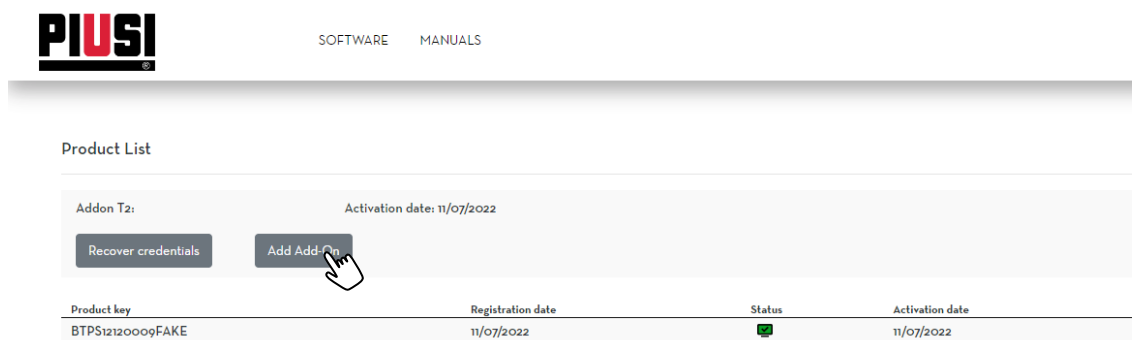 PIUSI
®
SOFTWARE MANUALS
Product List
Addon T2: Activation date: 11/07/2022
Recover credentials Add Add-On
Product key Registration date Status Activation date
BTPS12120009FAKE 11/07/2022 11/07/2022